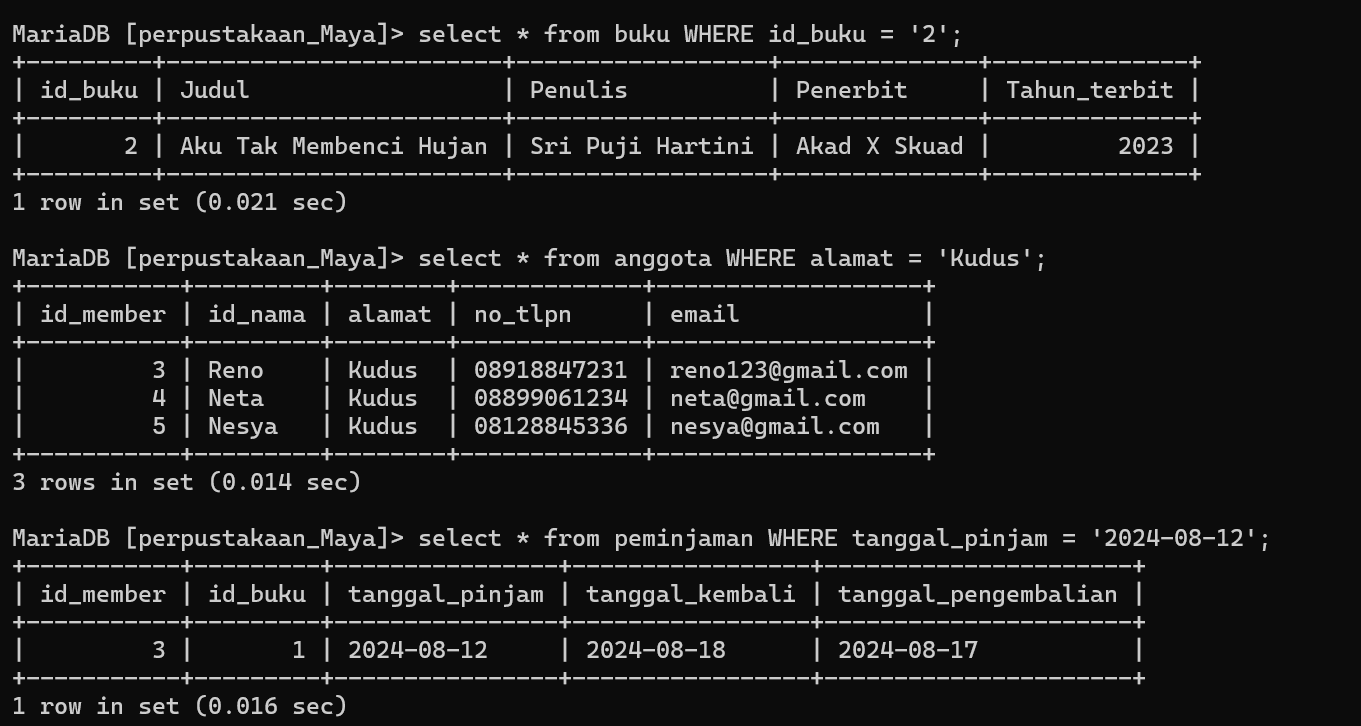 MariaDB [perpustakaan_Maya]> select * from buku WHERE id_buku = '2';
+---------+------------------------+------------------+--------------+--------------+
| id_buku | Judul                  | Penulis          | Penerbit     | Tahun_terbit |
+---------+------------------------+------------------+--------------+--------------+
|       2 | Aku Tak Membenci Hujan | Sri Puji Hartini | Akad X Skuad |         2023 |
+---------+------------------------+------------------+--------------+--------------+
1 row in set (0.021 sec)

MariaDB [perpustakaan_Maya]> select * from anggota WHERE alamat = 'Kudus';
+-----------+---------+--------+-------------+-------------------+
| id_member | id_nama | alamat | no_tlpn     | email             |
+-----------+---------+--------+-------------+-------------------+
|         3 | Reno    | Kudus  | 08918847231 | reno123@gmail.com |
|         4 | Neta    | Kudus  | 08899061234 | neta@gmail.com    |
|         5 | Nesya   | Kudus  | 08128845336 | nesya@gmail.com   |
+-----------+---------+--------+-------------+-------------------+
3 rows in set (0.014 sec)

MariaDB [perpustakaan_Maya]> select * from peminjaman WHERE tanggal_pinjam = '2024-08-12';
+-----------+---------+----------------+-----------------+----------------------+
| id_member | id_buku | tanggal_pinjam | tanggal_kembali | tanggal_pengembalian |
+-----------+---------+----------------+-----------------+----------------------+
|         3 |       1 | 2024-08-12     | 2024-08-18      | 2024-08-17           |
+-----------+---------+----------------+-----------------+----------------------+
1 row in set (0.016 sec)